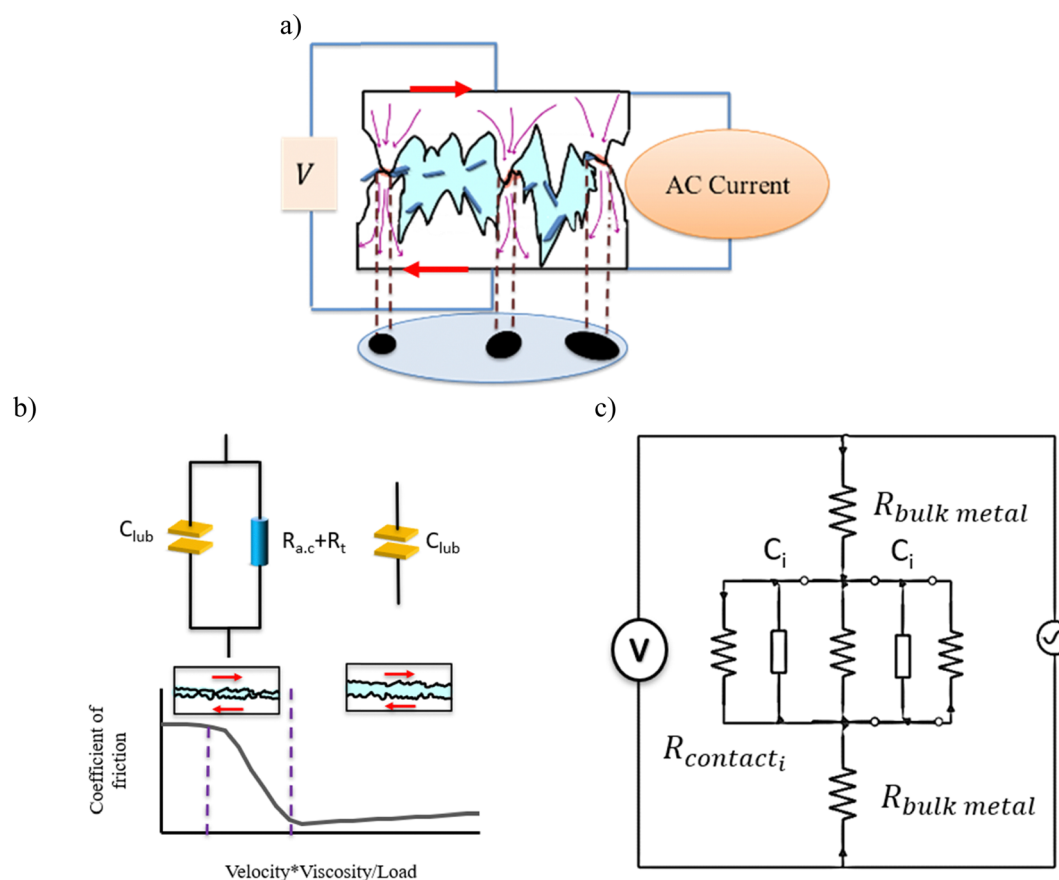 a)
V
AC Current
b)
C_lub
R_a.c+R_t
C_lub
Coefficient of
friction
Velocity*Viscosity/Load
c)
R_bulk metal
C_i
C_i
V
R_contact_i
R_bulk metal